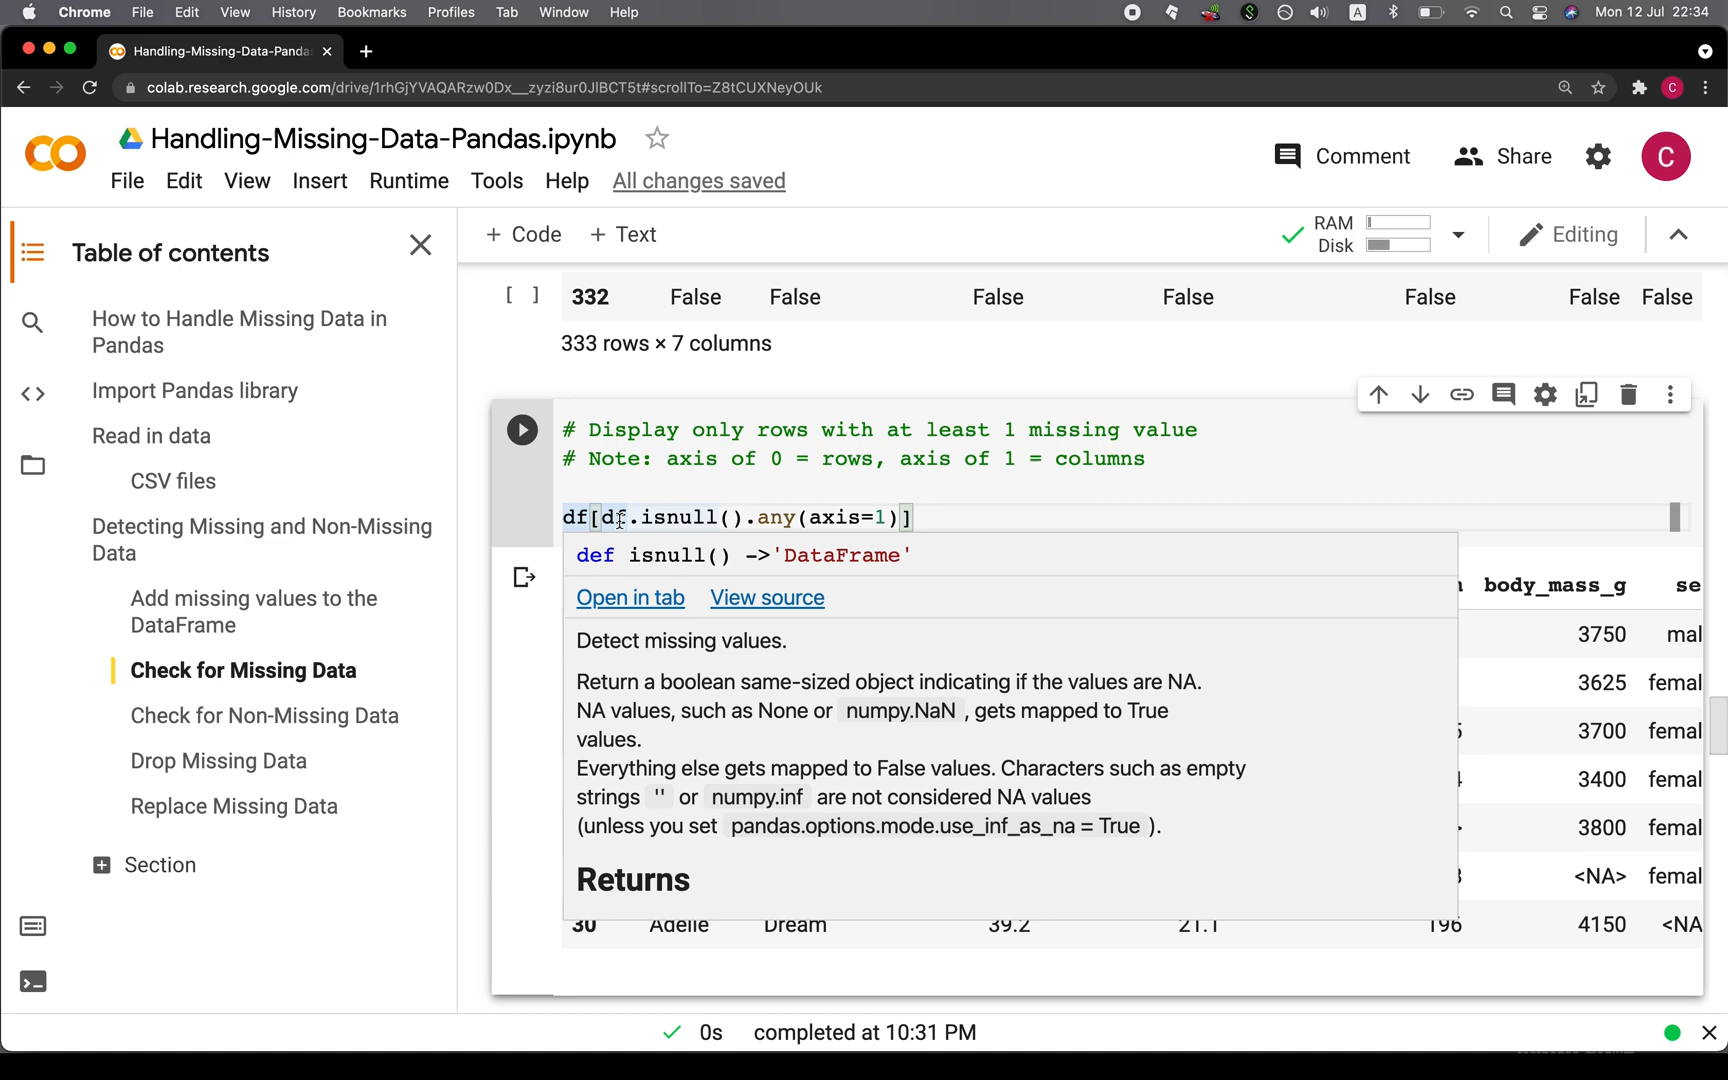 Chrome File Edit View History Bookmarks Profiles Tab Window Help A Mon 12 Jul 22:34
Handling-Missing-Data-Panda
colab.research.google.com/drive/1rhGjYVAQARzw0Dx__zyzi8ur0JlBCT5t#scrollTo=Z8tCUXNeyOUk C
Handling-Missing-Data-Pandas.ipynb
Comment Share C
File Edit View Insert Runtime Tools Help All changes saved
Table of contents
How to Handle Missing Data in
Pandas
Import Pandas library
Read in data
CSV files
Detecting Missing and Non-Missing
Data
Add missing values to the
DataFrame
Check for Missing Data
Check for Non-Missing Data
Drop Missing Data
Replace Missing Data
Section
+ Code + Text
RAM
Disk
Editing
[ ] 332 False False False False False False False
333 rows × 7 columns
# Display only rows with at least 1 missing value
# Note: axis of 0 = rows, axis of 1 = columns
df[df.isnull().any(axis=1)]
def isnull() ->'DataFrame'
Open in tab View source
Detect missing values.
Return a boolean same-sized object indicating if the values are NA.
NA values, such as None or numpy.NaN , gets mapped to True
values.
Everything else gets mapped to False values. Characters such as empty
strings '' or numpy.inf are not considered NA values
(unless you set pandas.options.mode.use_inf_as_na = True ).
Returns
body_mass_g se
3750 mal
3625 femal
3700 femal
3400 femal
3800 femal
<NA> femal
30 Adelie Dream 39.2 21.1 196 4150 <NA
0s completed at 10:31 PM